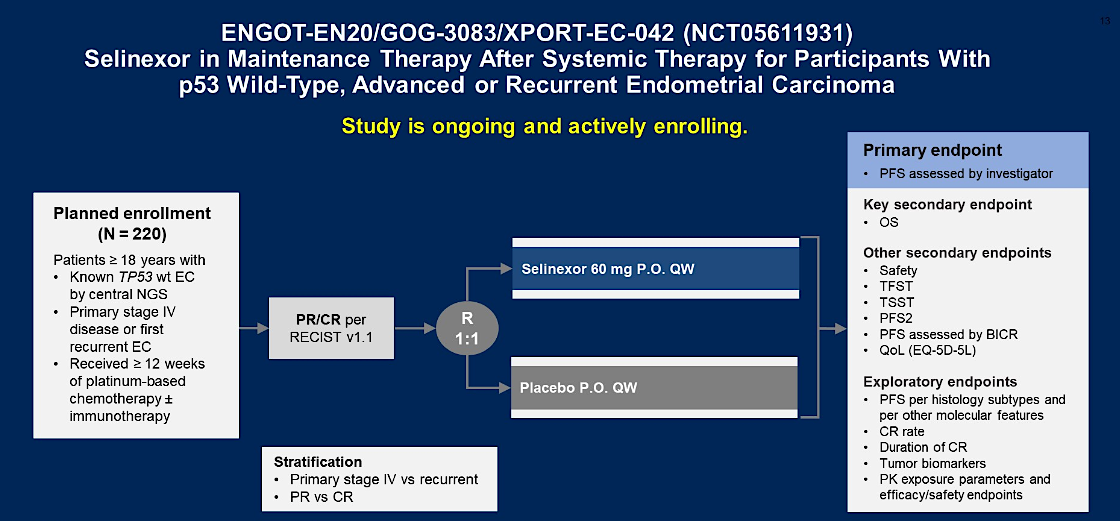 13
ENGOT-EN20/GOG-3083/XPORT-EC-042 (NCT05611931)
Selinexor in Maintenance Therapy After Systemic Therapy for Participants With
p53 Wild-Type, Advanced or Recurrent Endometrial Carcinoma
Study is ongoing and actively enrolling.
Planned enrollment
(N = 220)
Patients ≥ 18 years with
• Known TP53 wt EC
by central NGS
• Primary stage IV
disease or first
recurrent EC
• Received ≥ 12 weeks
of platinum-based
chemotherapy ±
immunotherapy
PR/CR per
RECIST v1.1
R
1:1
Selinexor 60 mg P.O. QW
Placebo P.O. QW
Stratification
• Primary stage IV vs recurrent
• PR vs CR
Primary endpoint
• PFS assessed by investigator
Key secondary endpoint
• OS
Other secondary endpoints
• Safety
• TFST
• TSST
• PFS2
• PFS assessed by BICR
• QoL (EQ-5D-5L)
Exploratory endpoints
• PFS per histology subtypes and
per other molecular features
• CR rate
• Duration of CR
• Tumor biomarkers
• PK exposure parameters and
efficacy/safety endpoints